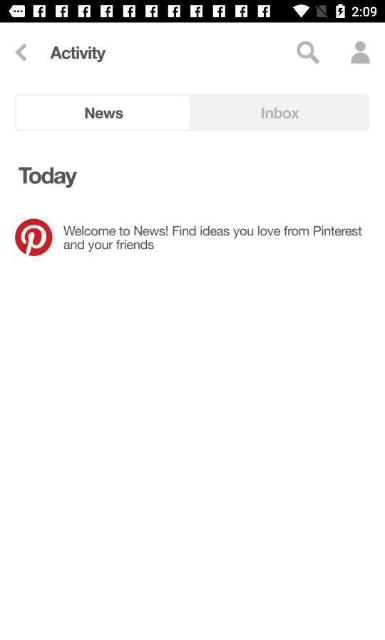 2:09
Activity
News Inbox
Today
Welcome to News! Find ideas you love from Pinterest
and your friends